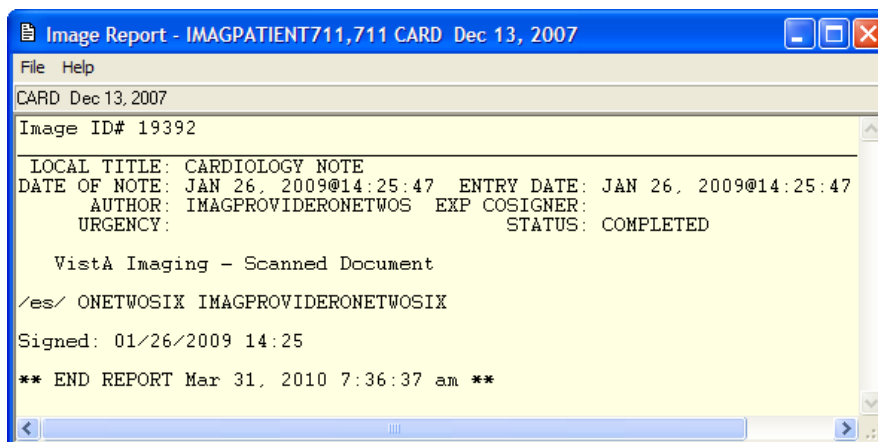 Image Report - IMAGPATIENT711,711 CARD Dec 13, 2007
File Help
CARD Dec 13, 2007
Image ID# 19392
LOCAL TITLE: CARDIOLOGY NOTE
DATE OF NOTE: JAN 26, 2009@14:25:47 ENTRY DATE: JAN 26, 2009@14:25:47
AUTHOR: IMAGPROVIDERONETWOS EXP COSIGNER:
URGENCY: STATUS: COMPLETED
VistA Imaging - Scanned Document
/es/ ONETWOSIX IMAGPROVIDERONETWOSIX
Signed: 01/26/2009 14:25
** END REPORT Mar 31, 2010 7:36:37 am **